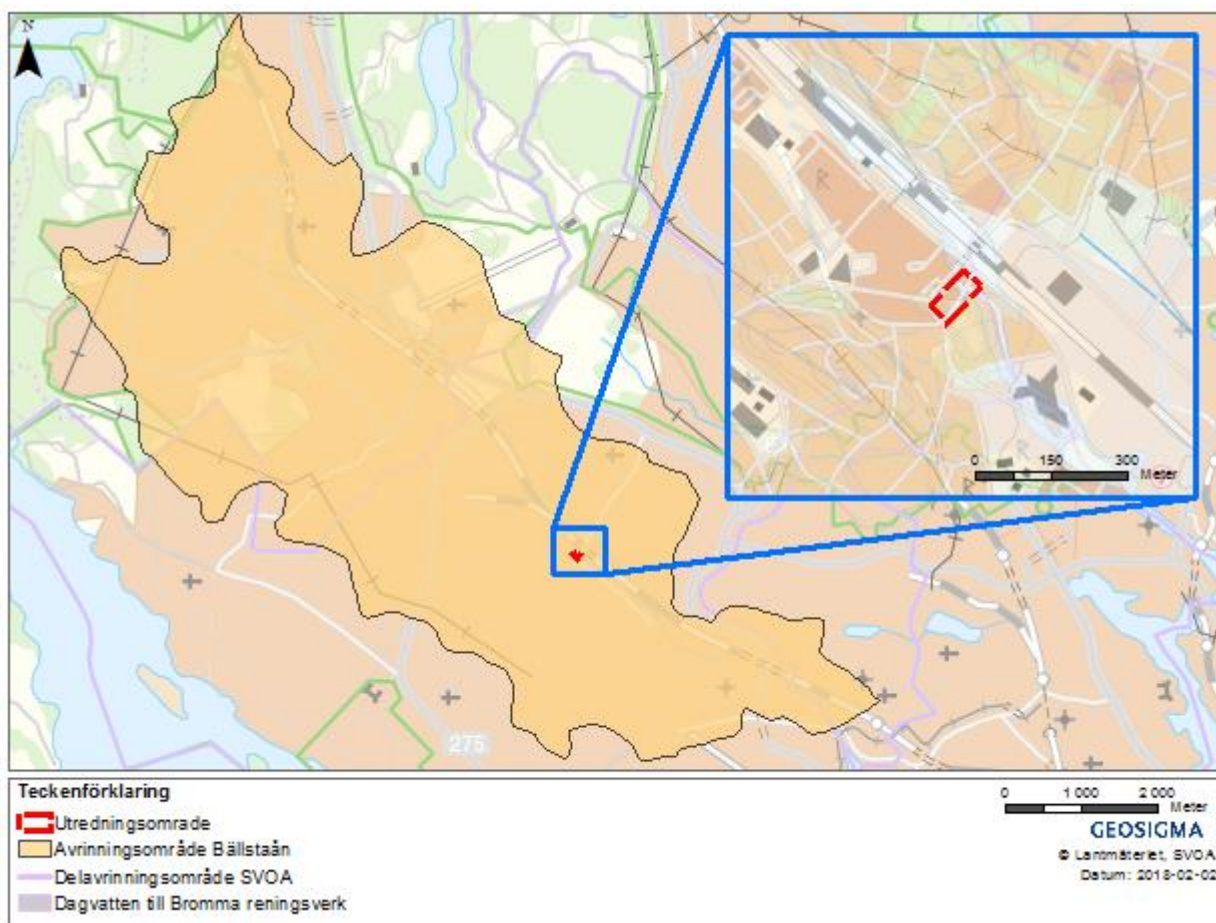 N
0 150 300
Meter
275
Teckenförklaring
Utredningsområde
Avrinningsområde Bällstaån
Delavrinningsområde SVOA
Dagvatten till Bromma reningsverk
0 1 000 2 000
Meter
GEOSIGMA
© Lantmäteriet, SVOA
Datum: 2018-02-02